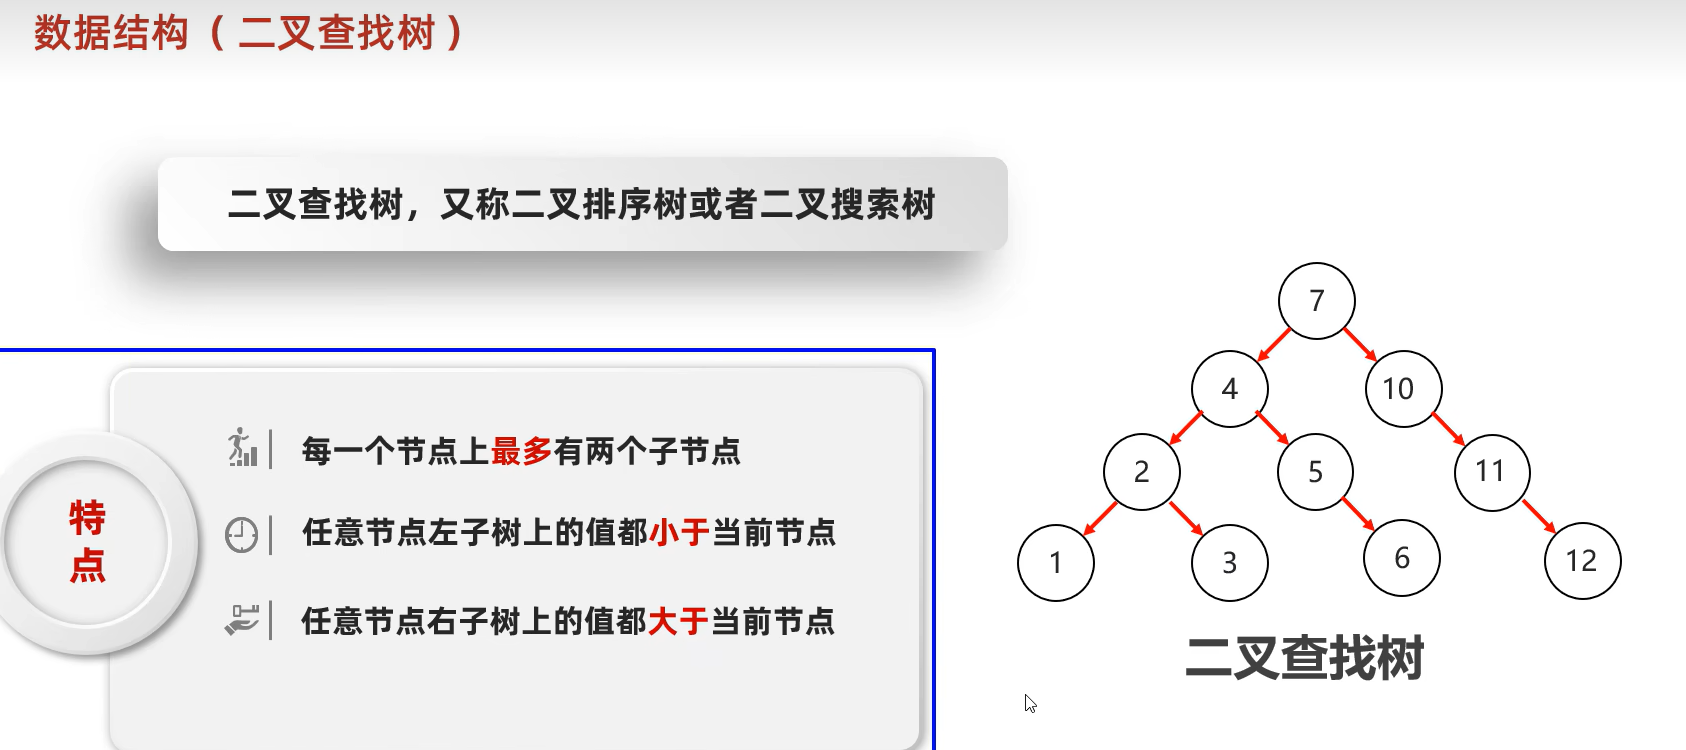 数据结构（二叉查找树）
二叉查找树，又称二叉排序树或者二叉搜索树
特
点
每一个节点上最多有两个子节点
任意节点左子树上的值都小于当前节点
任意节点右子树上的值都大于当前节点
7
4
10
2
5
11
1
3
6
12
二叉查找树